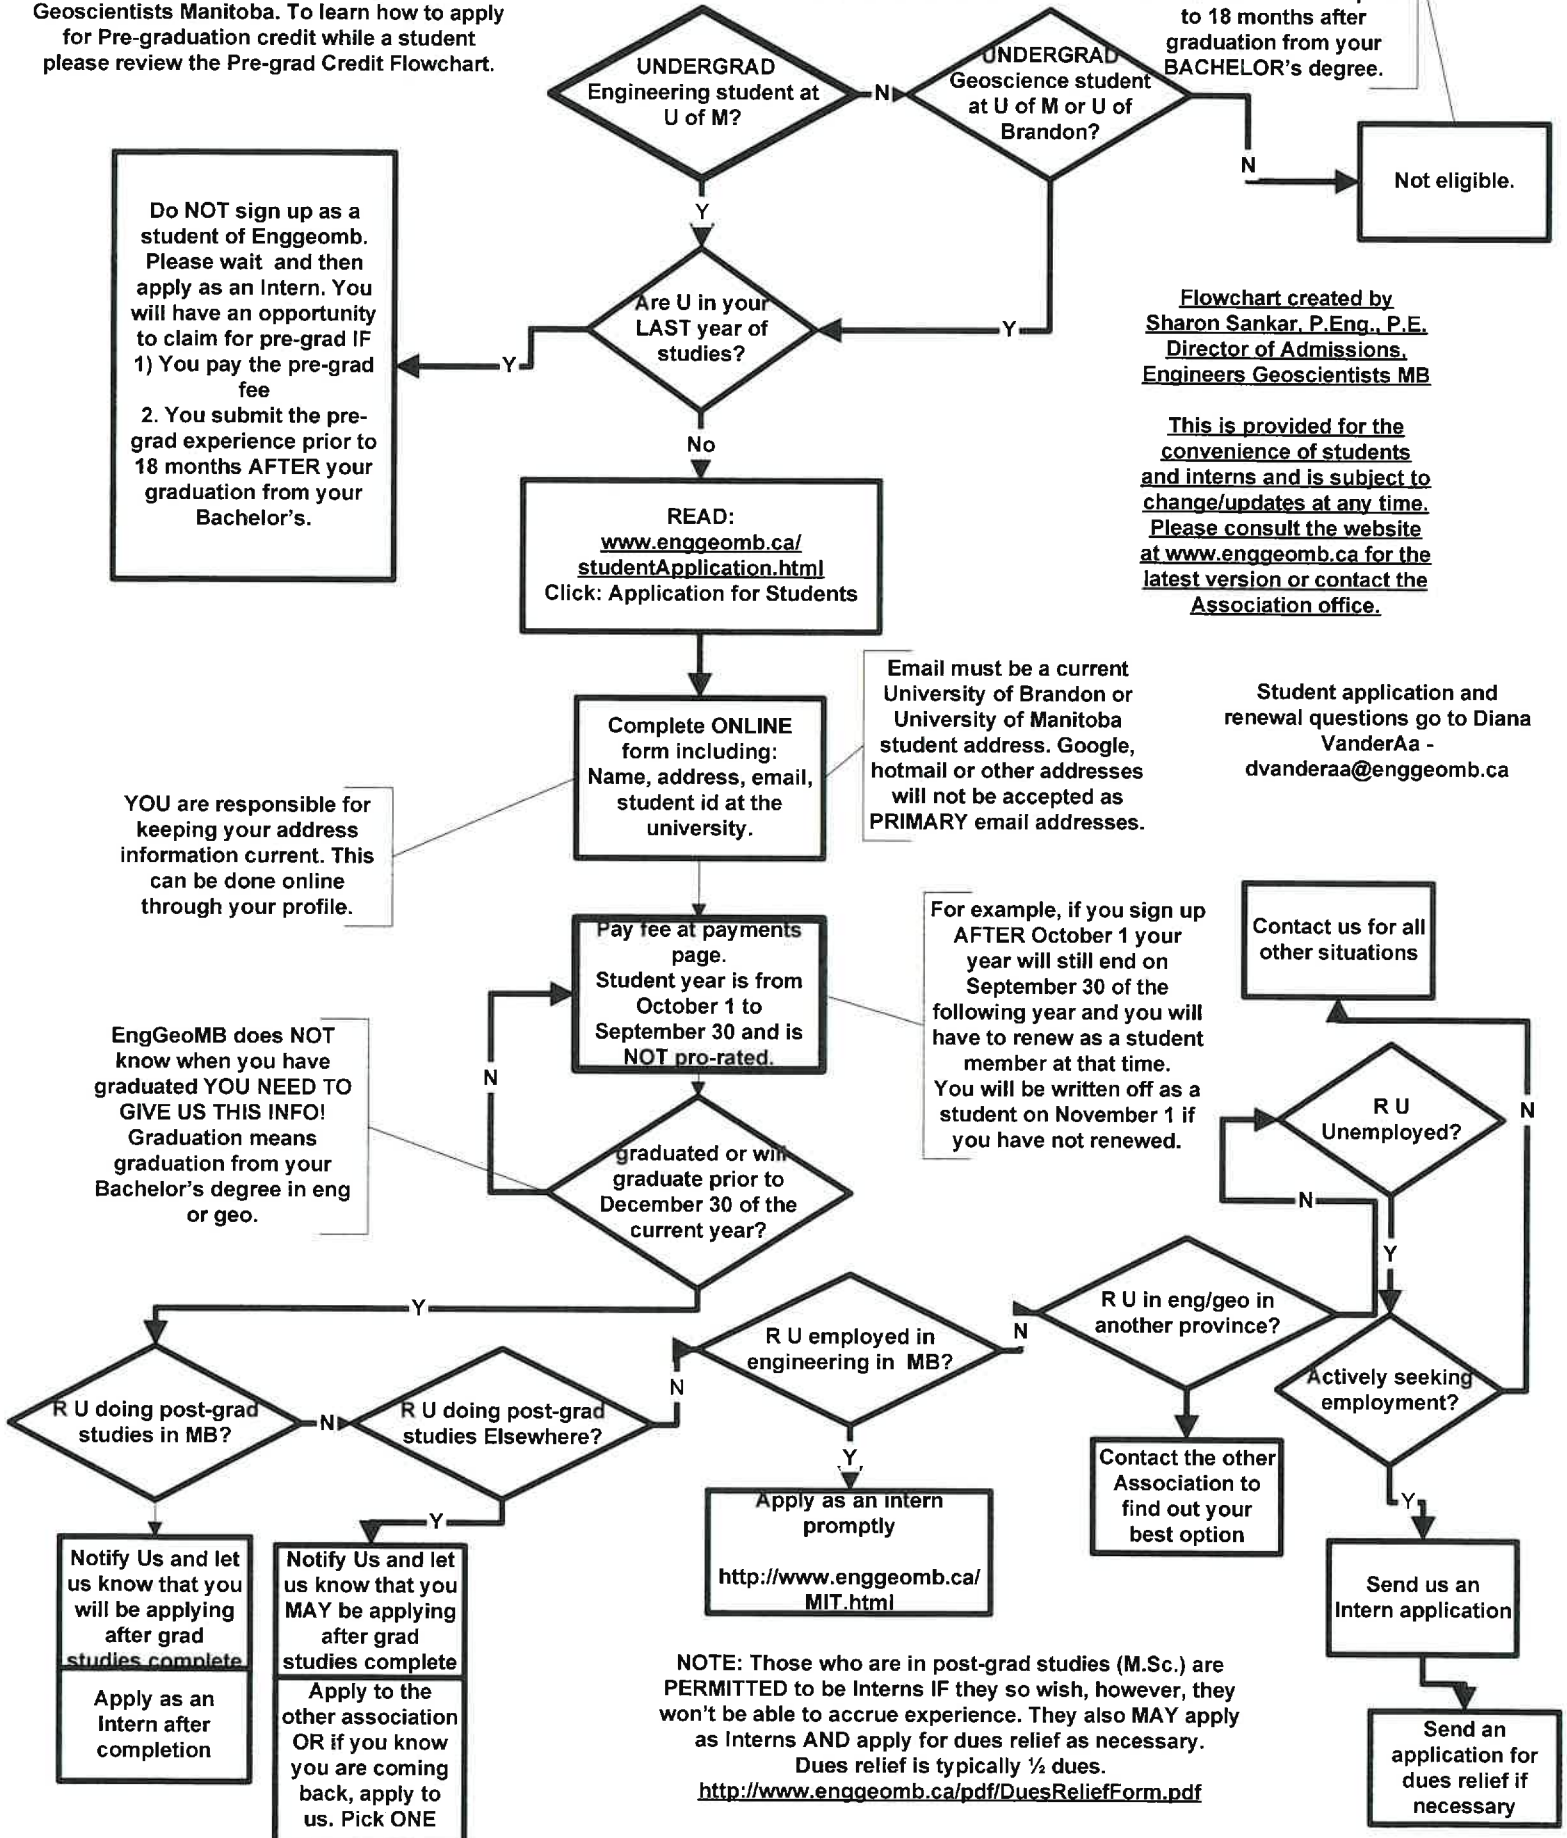 Geoscientists Manitoba. To learn how to apply
for Pre-graduation credit while a student
please review the Pre-grad Credit Flowchart.
to 18 months after
graduation from your
BACHELOR's degree.
UNDERGRAD
Engineering student at
U of M?
N
UNDERGRAD
Geoscience student
at U of M or U of
Brandon?
N
Not eligible.
Y
Y
Do NOT sign up as a
student of Enggeomb.
Please wait and then
apply as an Intern. You
will have an opportunity
to claim for pre-grad IF
1) You pay the pre-grad
fee
2. You submit the pre-
grad experience prior to
18 months AFTER your
graduation from your
Bachelor's.
Y
Are U in your
LAST year of
studies?
No
Flowchart created by
Sharon Sankar, P.Eng., P.E.
Director of Admissions,
Engineers Geoscientists MB
This is provided for the
convenience of students
and interns and is subject to
change/updates at any time.
Please consult the website
at www.enggeomb.ca for the
latest version or contact the
Association office.
READ:
www.enggeomb.ca/
studentApplication.html
Click: Application for Students
Complete ONLINE
form including:
Name, address, email,
student id at the
university.
Email must be a current
University of Brandon or
University of Manitoba
student address. Google,
hotmail or other addresses
will not be accepted as
PRIMARY email addresses.
Student application and
renewal questions go to Diana
VanderAa -
dvanderaa@enggeomb.ca
YOU are responsible for
keeping your address
information current. This
can be done online
through your profile.
Pay fee at payments
page.
Student year is from
October 1 to
September 30 and is
NOT pro-rated.
For example, if you sign up
AFTER October 1 your
year will still end on
September 30 of the
following year and you will
have to renew as a student
member at that time.
You will be written off as a
student on November 1 if
you have not renewed.
Contact us for all
other situations
EngGeoMB does NOT
know when you have
graduated YOU NEED TO
GIVE US THIS INFO!
Graduation means
graduation from your
Bachelor's degree in eng
or geo.
N
graduated or will
graduate prior to
December 30 of the
current year?
Y
R U
Unemployed?
N
N
Y
R U doing post-grad
studies in MB?
N
R U doing post-grad
studies Elsewhere?
N
R U employed in
engineering in MB?
N
R U in eng/geo in
another province?
Actively seeking
employment?
Y
Y
Y
Notify Us and let
us know that you
will be applying
after grad
studies complete
Apply as an
Intern after
completion
Notify Us and let
us know that you
MAY be applying
after grad
studies complete
Apply to the
other association
OR if you know
you are coming
back, apply to
us. Pick ONE
Apply as an intern
promptly
http://www.enggeomb.ca/
MIT.html
Contact the other
Association to
find out your
best option
Send us an
Intern application
Send an
application for
dues relief if
necessary
NOTE: Those who are in post-grad studies (M.Sc.) are
PERMITTED to be Interns IF they so wish, however, they
won't be able to accrue experience. They also MAY apply
as Interns AND apply for dues relief as necessary.
Dues relief is typically ½ dues.
http://www.enggeomb.ca/pdf/DuesReliefForm.pdf